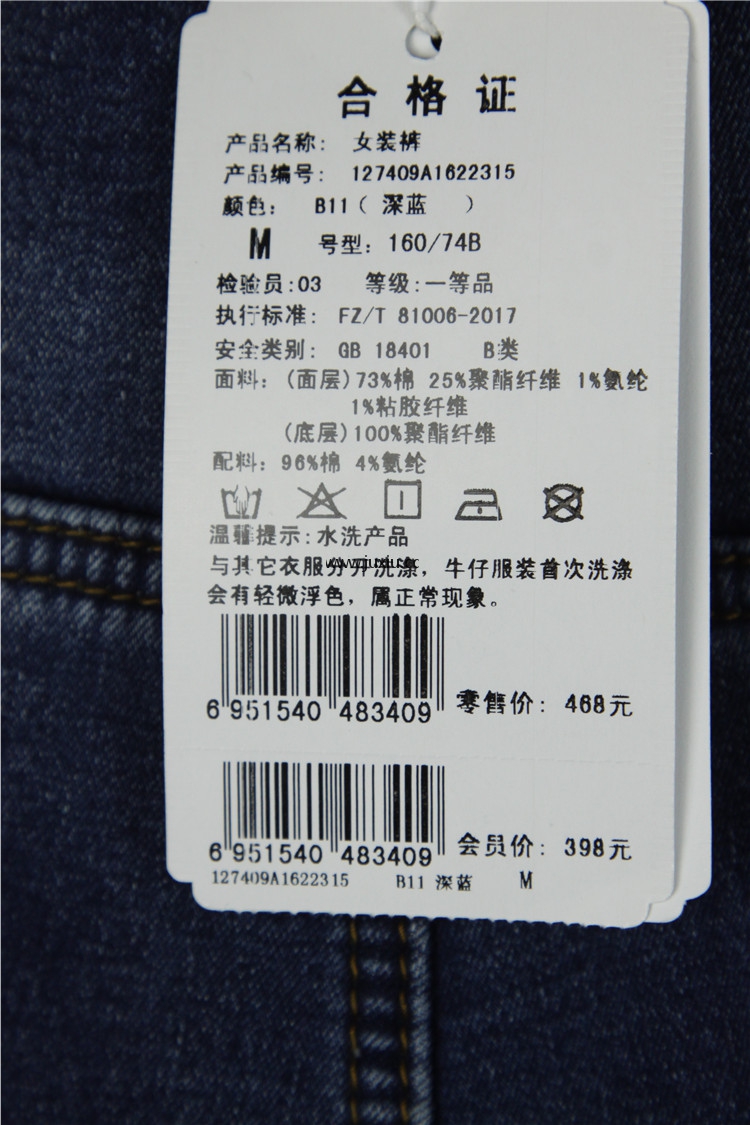 合格证
产品名称: 女装裤
产品编号: 127409A1622315
颜色: B11( 深蓝 )
M 号型: 160/74B
检验员:03 等级:一等品
执行标准: FZ/T 81006-2017
安全类别: GB 18401 B类
面料: (面层)73%棉 25%聚酯纤维 1%氨纶
1%粘胶纤维
(底层)100%聚酯纤维
配料: 96%棉 4%氨纶
温馨提示:水洗产品
与其它衣服分开洗涤, 牛仔服装首次洗涤
会有轻微浮色, 属正常现象。
6 951540 483409 零售价: 468元
6 951540 483409 会员价: 398元
127409A1622315 B11 深蓝 M